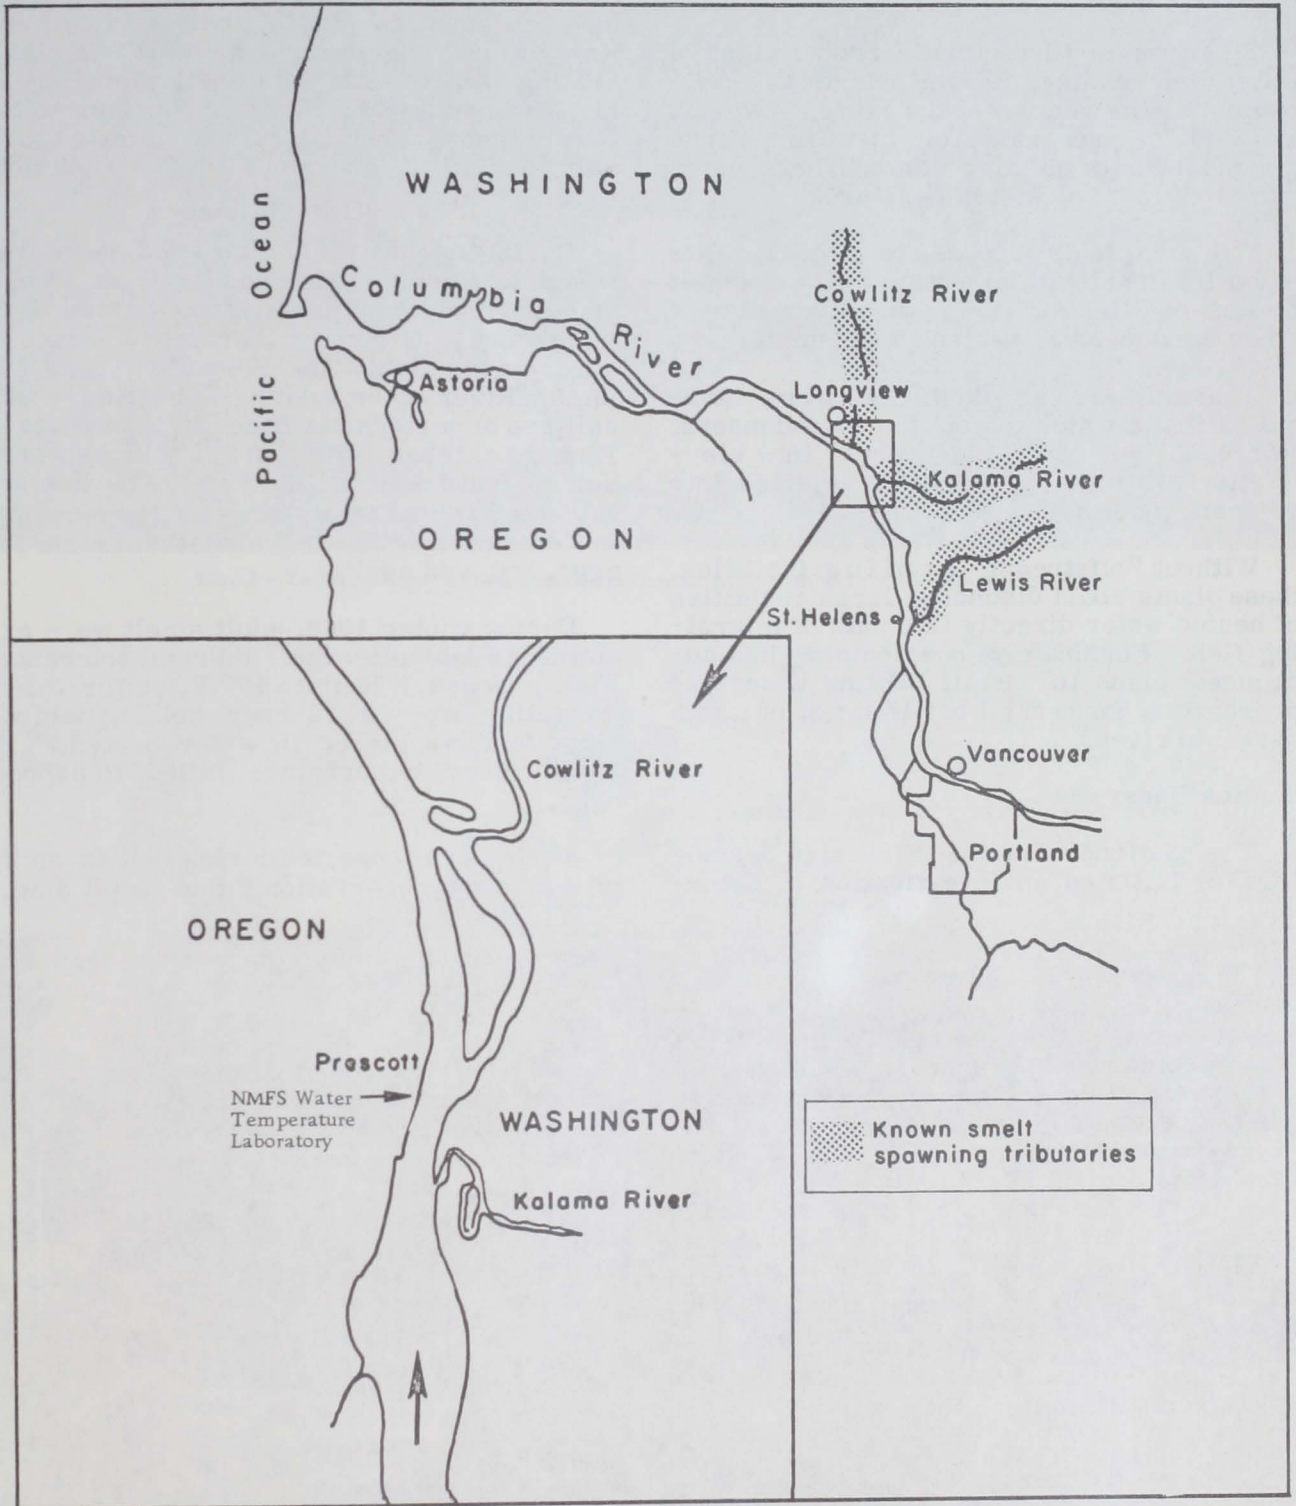 WASHINGTON
Pacific Ocean
Columbia River
Cowlitz River
Longview
Astoria
Kalama River
OREGON
Lewis River
St. Helens
Vancouver
Portland
Cowlitz River
OREGON
Prescott
NMFS Water
Temperature
Laboratory
WASHINGTON
Kalama River
Known smelt
spawning tributaries